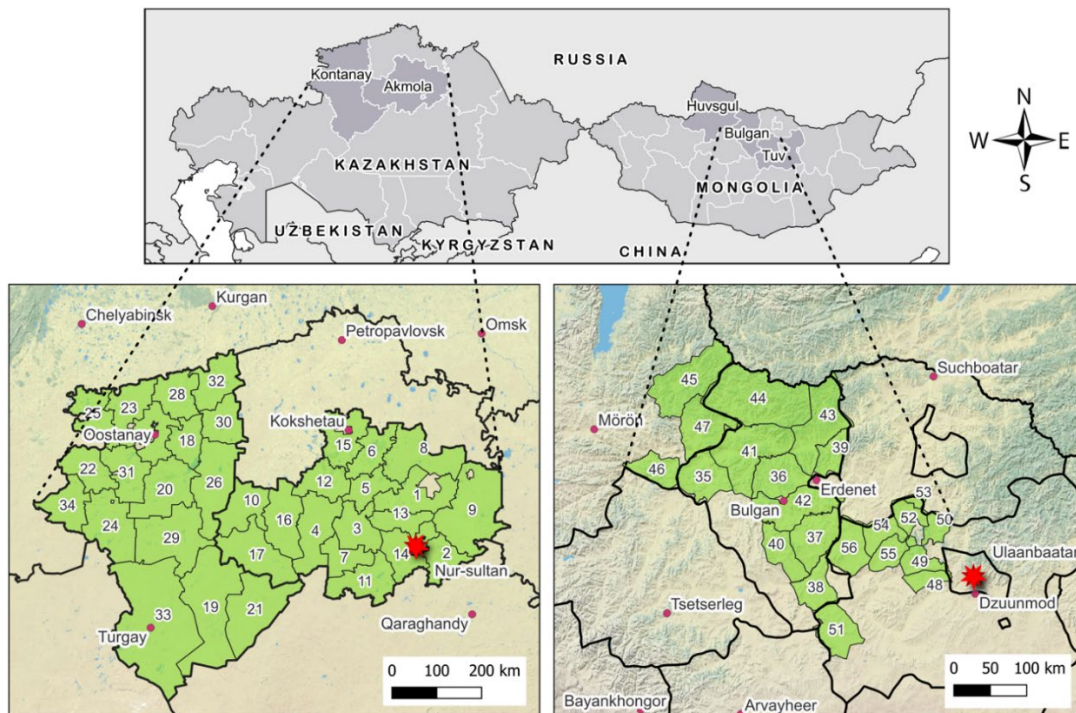 RUSSIA
Kontanay
Akmola
Huvsgul
Bulgan
Tuv
KAZAKHSTAN
MONGOLIA
UZBEKISTAN
KYRGYZSTAN
CHINA
N
W E
S
Kurgan
Chelyabinsk
Petropavlovsk
Omsk
32
28
25 23
30
Oostanay
18
Kokshetau
15 6
8
22 31
20
26
12
5
1
34
10
9
24
16
13
29
4
3
17
7
14
2
Nur-sultan
11
33
19
21
Turgay
Qaraghandy
0 100 200 km
Suchboatar
45
44
43
Mörön
47
41
39
46
35
36
Erdenet
42
Bulgan
53
52
50
54
40
37
56
55
Ulaanbaatar
49
38
48
Dzuunmod
Tsetserleg
51
0 50 100 km
Bayankhongor
Arvayheer